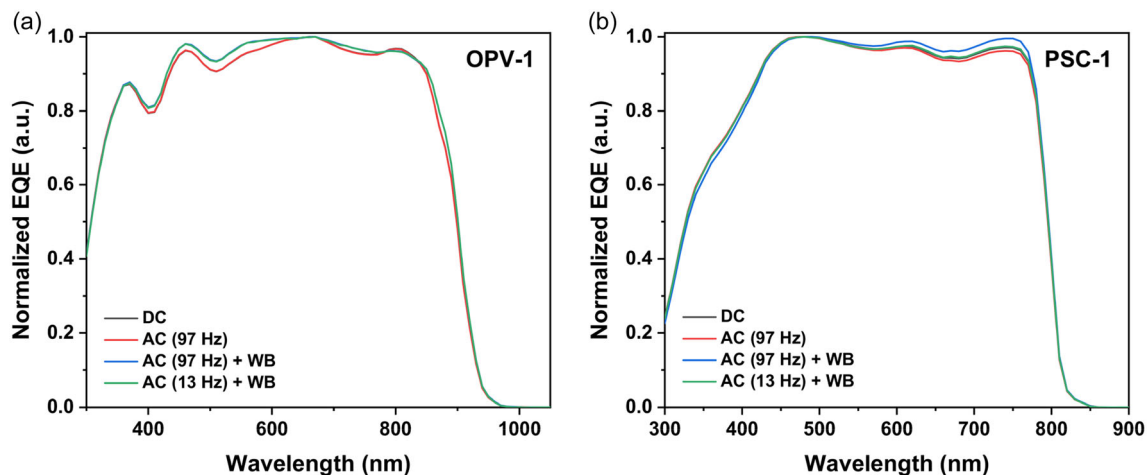 (a)
OPV-1
Normalized EQE (a.u.)
1.0
0.8
0.6
0.4
0.2
0.0
DC
AC (97 Hz)
AC (97 Hz) + WB
AC (13 Hz) + WB
400 600 800 1000
Wavelength (nm)
(b)
PSC-1
Normalized EQE (a.u.)
1.0
0.8
0.6
0.4
0.2
0.0
DC
AC (97 Hz)
AC (97 Hz) + WB
AC (13 Hz) + WB
300 400 500 600 700 800 900
Wavelength (nm)